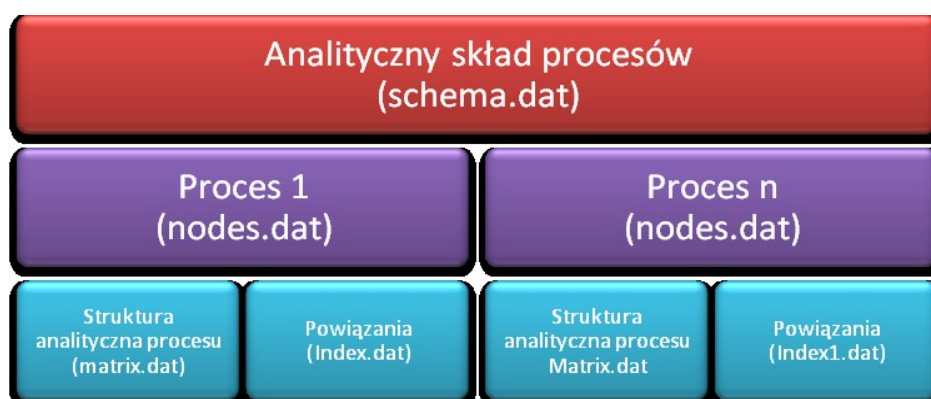 Analityczny skład procesów
(schema.dat)
Proces 1
(nodes.dat)
Proces n
(nodes.dat)
Struktura
analityczna procesu
(matrix.dat)
Powiązania
(Index.dat)
Struktura
analityczna procesu
Matrix.dat
Powiązania
(Index1.dat)